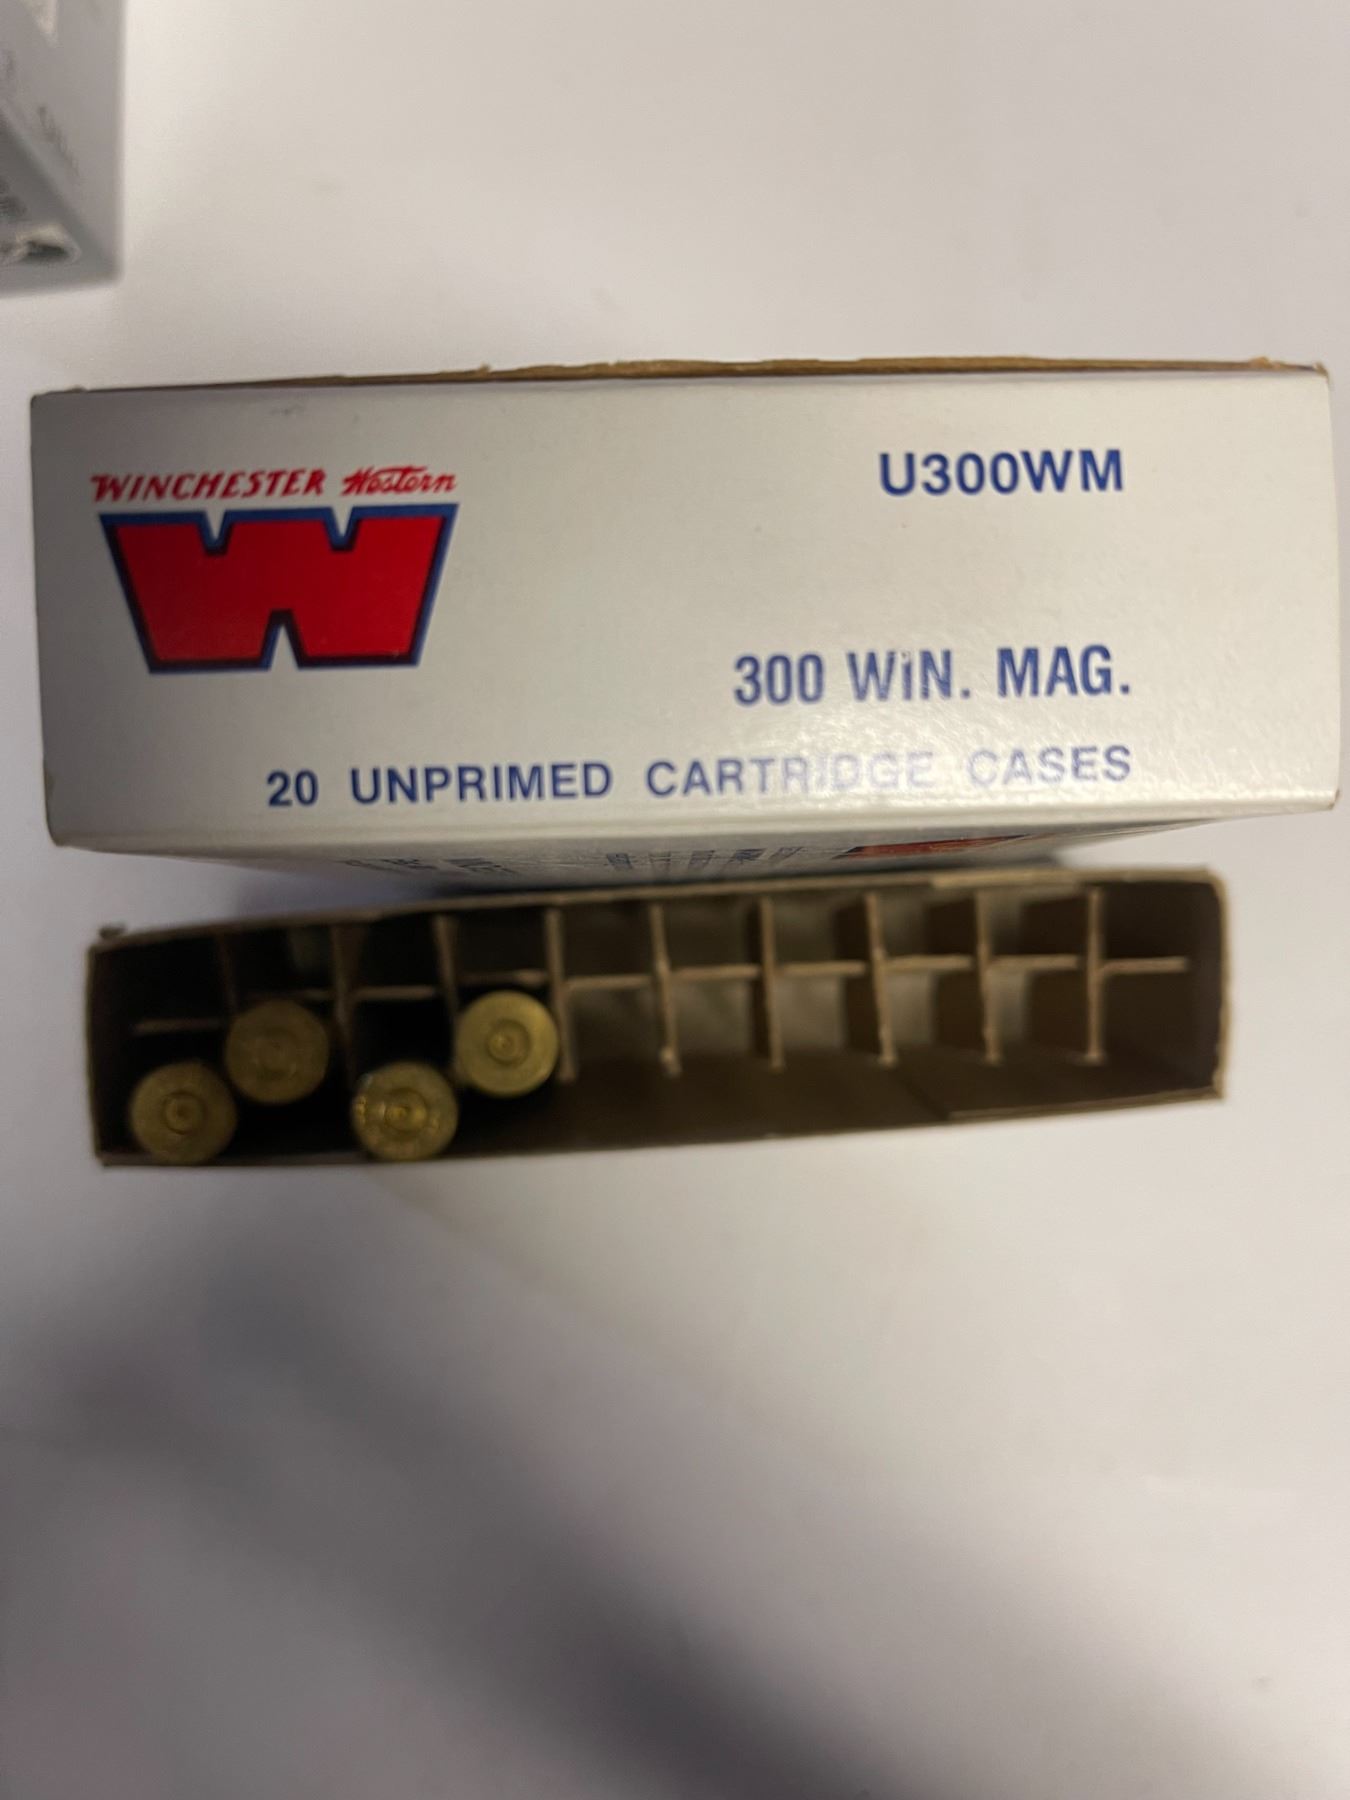 WINCHESTER Western
U300WM
W
300 WIN. MAG.
20 UNPRIMED CARTRIDGE CASES